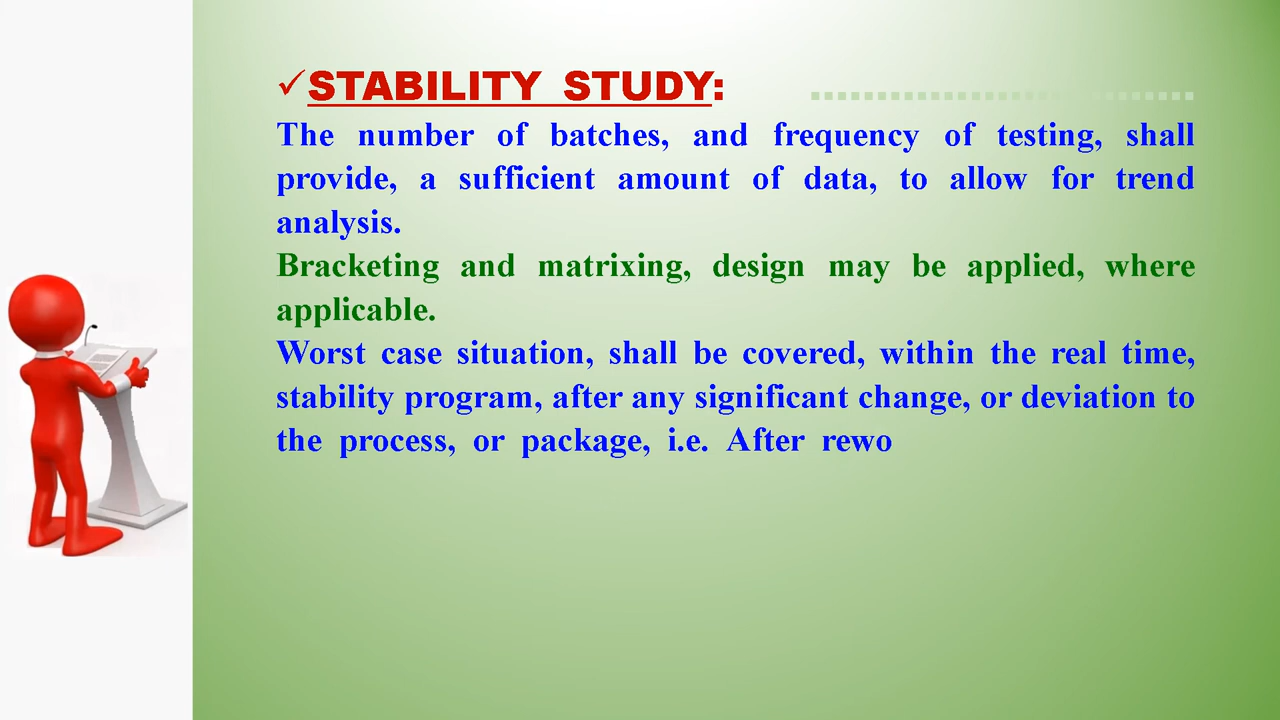 ✓STABILITY STUDY:
The number of batches, and frequency of testing, shall
provide, a sufficient amount of data, to allow for trend
analysis.
Bracketing and matrixing, design may be applied, where
applicable.
Worst case situation, shall be covered, within the real time,
stability program, after any significant change, or deviation to
the process, or package, i.e. After rewo